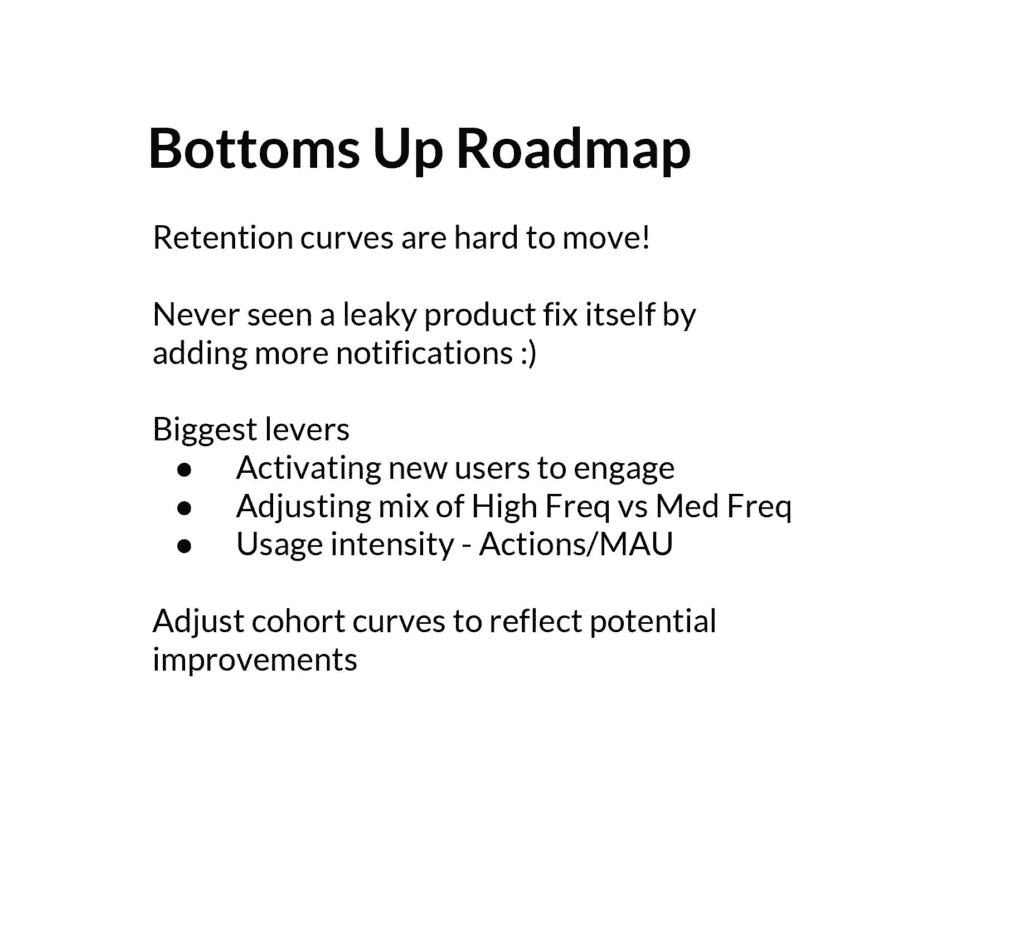 Bottoms Up Roadmap
Retention curves are hard to move!
Never seen a leaky product fix itself by
adding more notifications :)
Biggest levers
● Activating new users to engage
● Adjusting mix of High Freq vs Med Freq
● Usage intensity - Actions/MAU
Adjust cohort curves to reflect potential
improvements